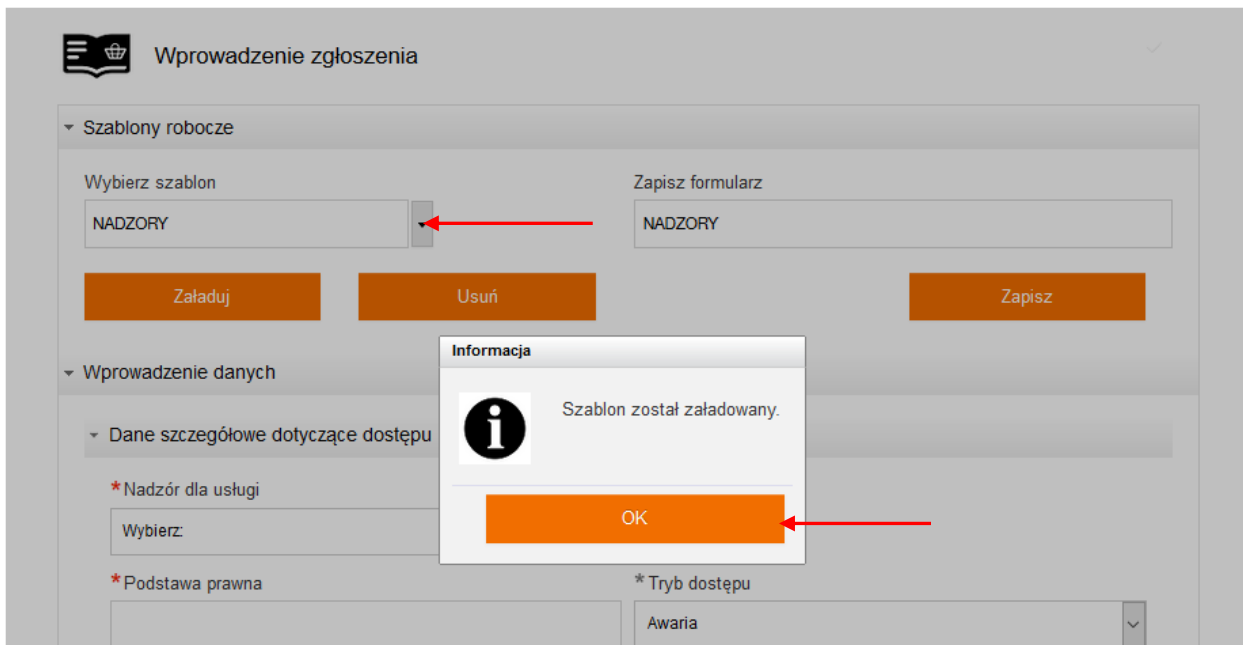 Wprowadzenie zgłoszenia
Szablony robocze
Wybierz szablon
Zapisz formularz
NADZORY
NADZORY
Załaduj
Usuń
Zapisz
Informacja
Szablon został załadowany.
OK
Wprowadzenie danych
Dane szczegółowe dotyczące dostępu
*Nadzór dla usługi
Wybierz:
*Podstawa prawna
*Tryb dostępu
Awaria